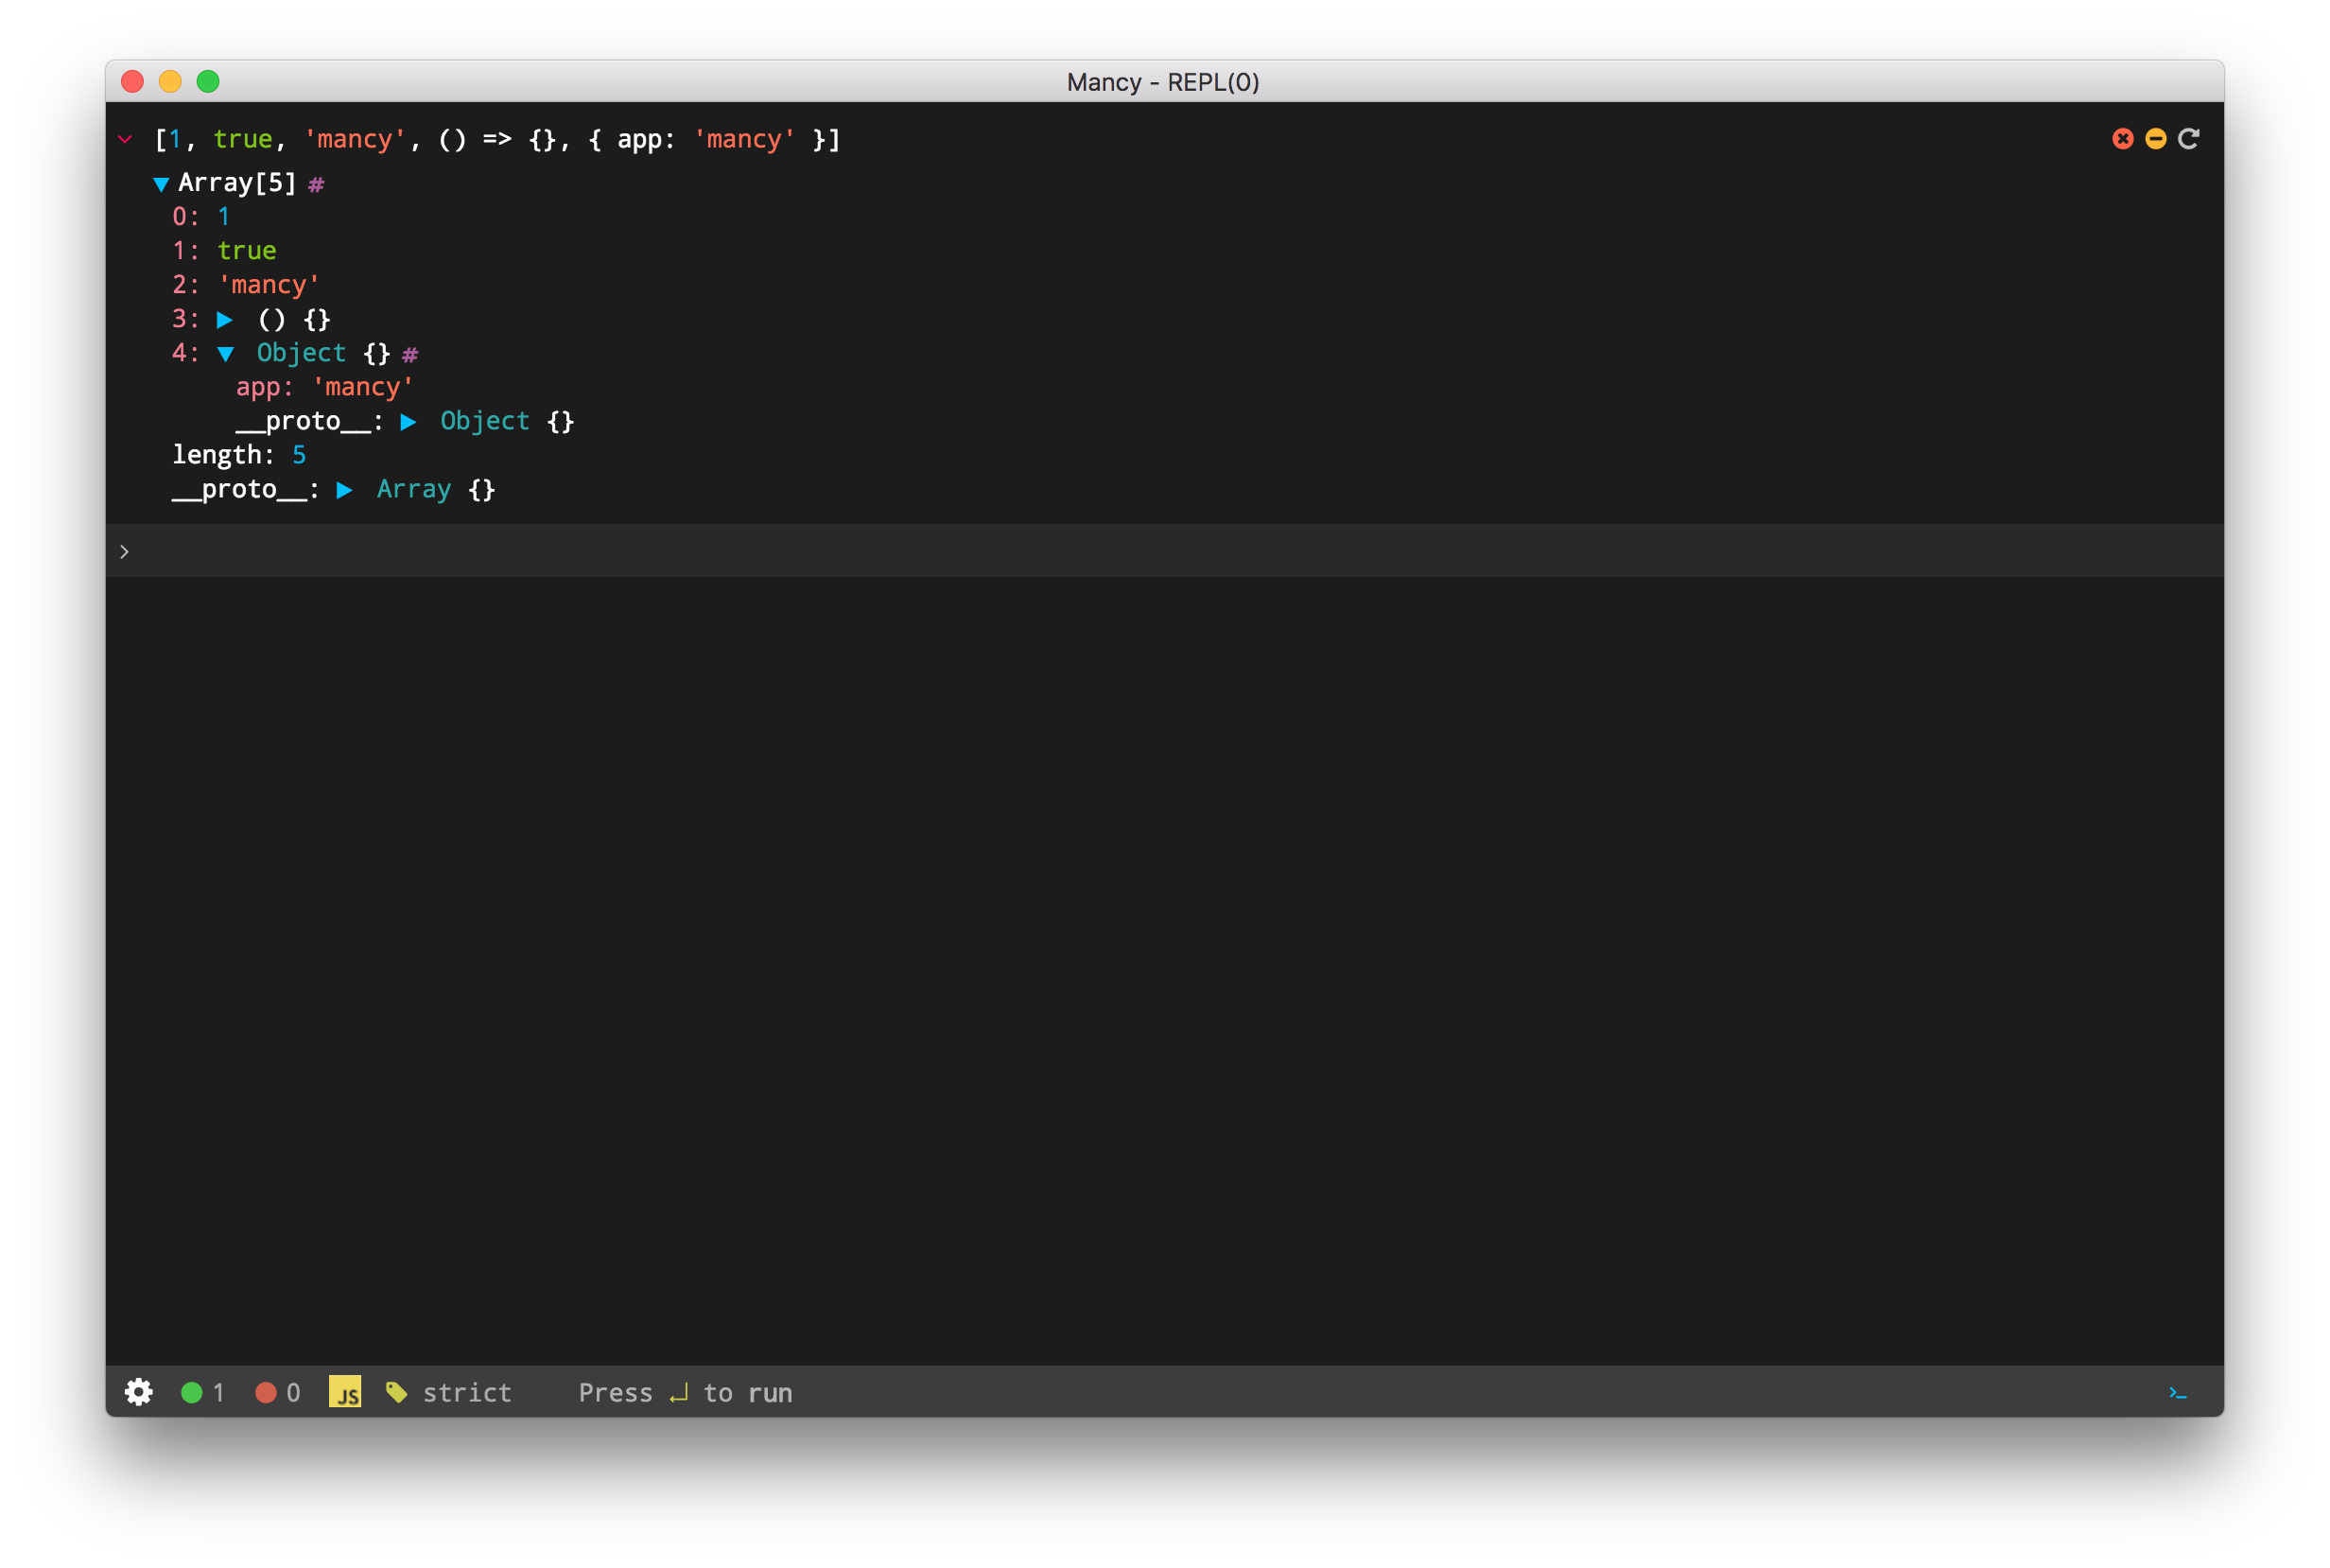 Mancy - REPL(0)
[1, true, 'mancy', () => {}, { app: 'mancy' }]
Array[5] #
0: 1
1: true
2: 'mancy'
3: () {}
4: Object {} #
app: 'mancy'
__proto__: Object {}
length: 5
__proto__: Array {}
>
1 0 JS strict Press ↵ to run >_